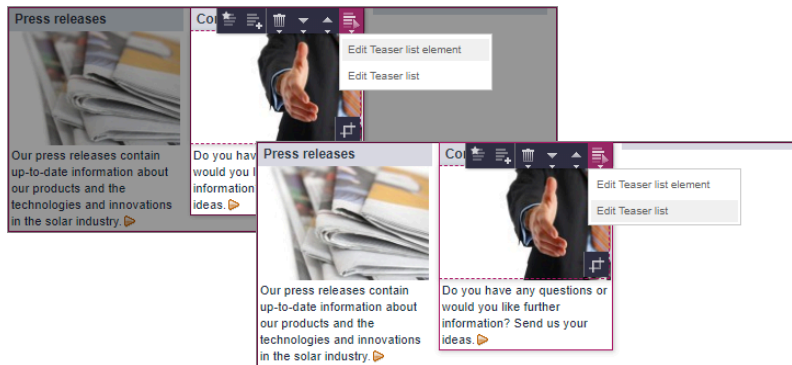 Press releases
Co
Edit Teaser list element
Edit Teaser list
Our press releases contain
up-to-date information about
our products and the
technologies and innovations
in the solar industry.
Do you hav
would you l
information
ideas.
Press releases
Co
Edit Teaser list element
Edit Teaser list
Our press releases contain
up-to-date information about
our products and the
technologies and innovations
in the solar industry.
Do you have any questions or
would you like further
information? Send us your
ideas.